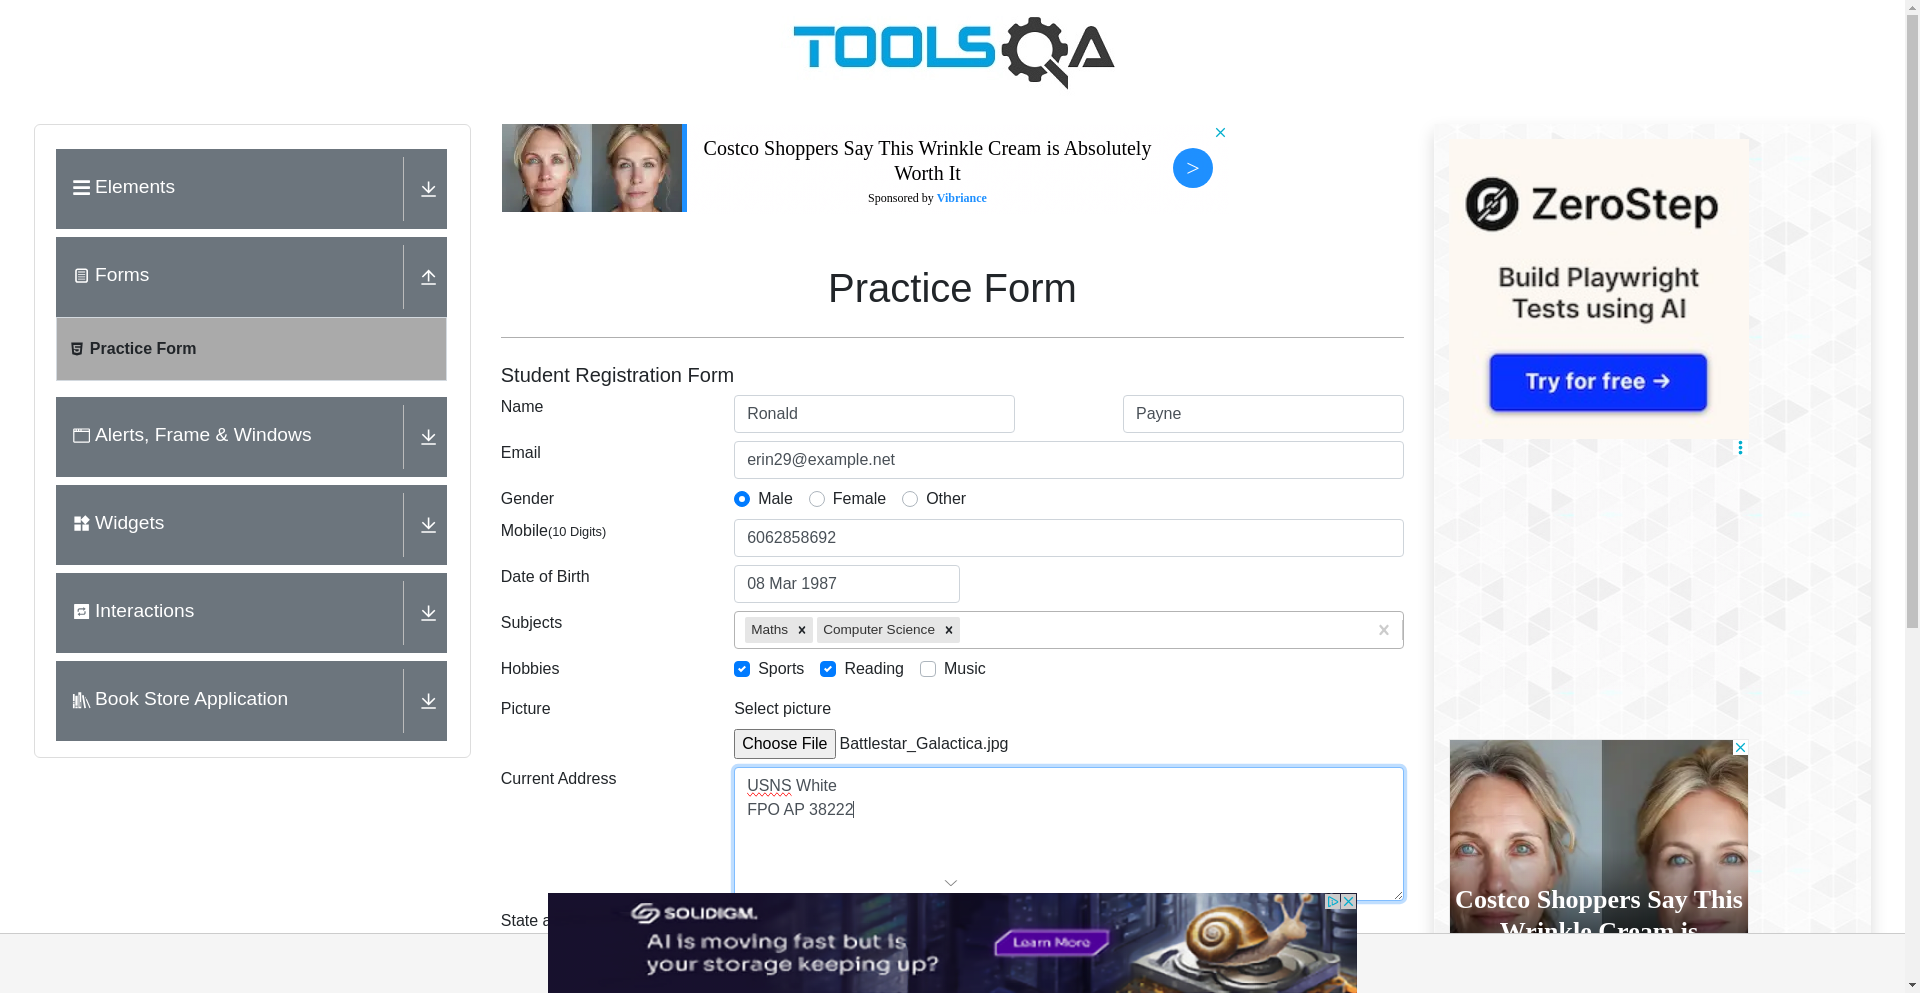 TOOLSQA
Elements
Forms
Practice Form
Alerts, Frame & Windows
Widgets
Interactions
Book Store Application
Costco Shoppers Say This Wrinkle Cream is Absolutely
Worth It
Sponsored by Vibriance
>
Practice Form
Student Registration Form
Name
Ronald
Payne
Email
erin29@example.net
Gender
Male
Female
Other
Mobile(10 Digits)
6062858692
Date of Birth
08 Mar 1987
Subjects
Maths
Computer Science
Hobbies
Sports
Reading
Music
Picture
Select picture
Choose File Battlestar_Galactica.jpg
Current Address
USNS White
FPO AP 38222
State a
ZeroStep
Build Playwright
Tests using AI
Try for free →
Costco Shoppers Say This
Wrinkle Cream is
SOLIDIGM.
AI is moving fast but is
your storage keeping up?
Learn More